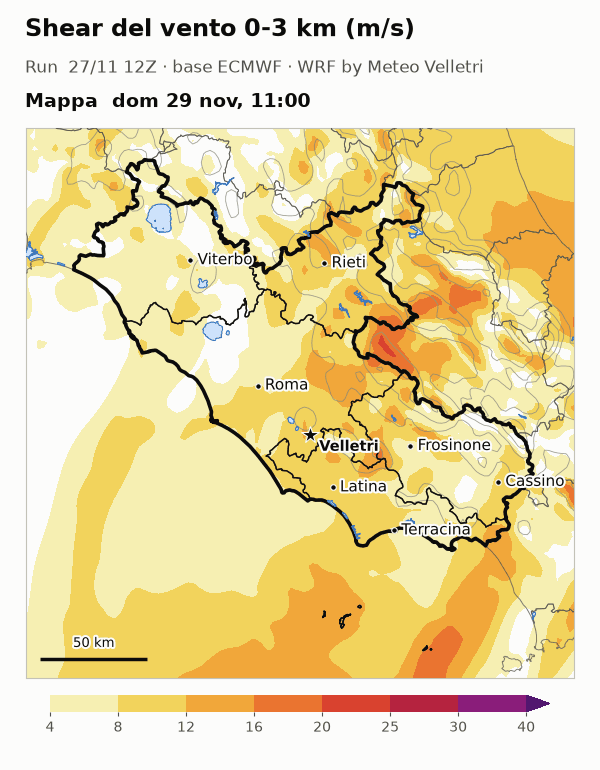 Shear del vento 0-3 km (m/s)
Run  27/11 12Z · base ECMWF · WRF by Meteo Velletri
Mappa  dom 29 nov, 11:00
Viterbo
Rieti
Roma
Velletri
Frosinone
Latina
Cassino
Terracina
50 km
4 8 12 16 20 25 30 40